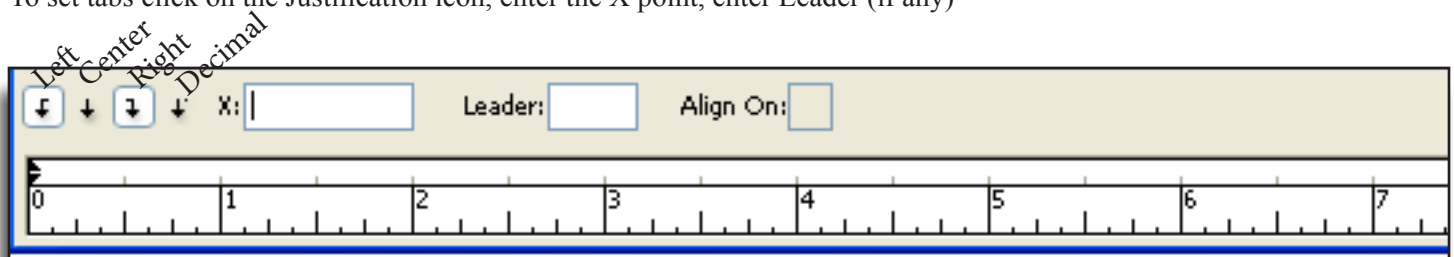 To set tabs click on the Justification icon, enter the X point, enter Leader (if any)
Left Center Right Decimal
X: Leader: Align On:
0 1 2 3 4 5 6 7